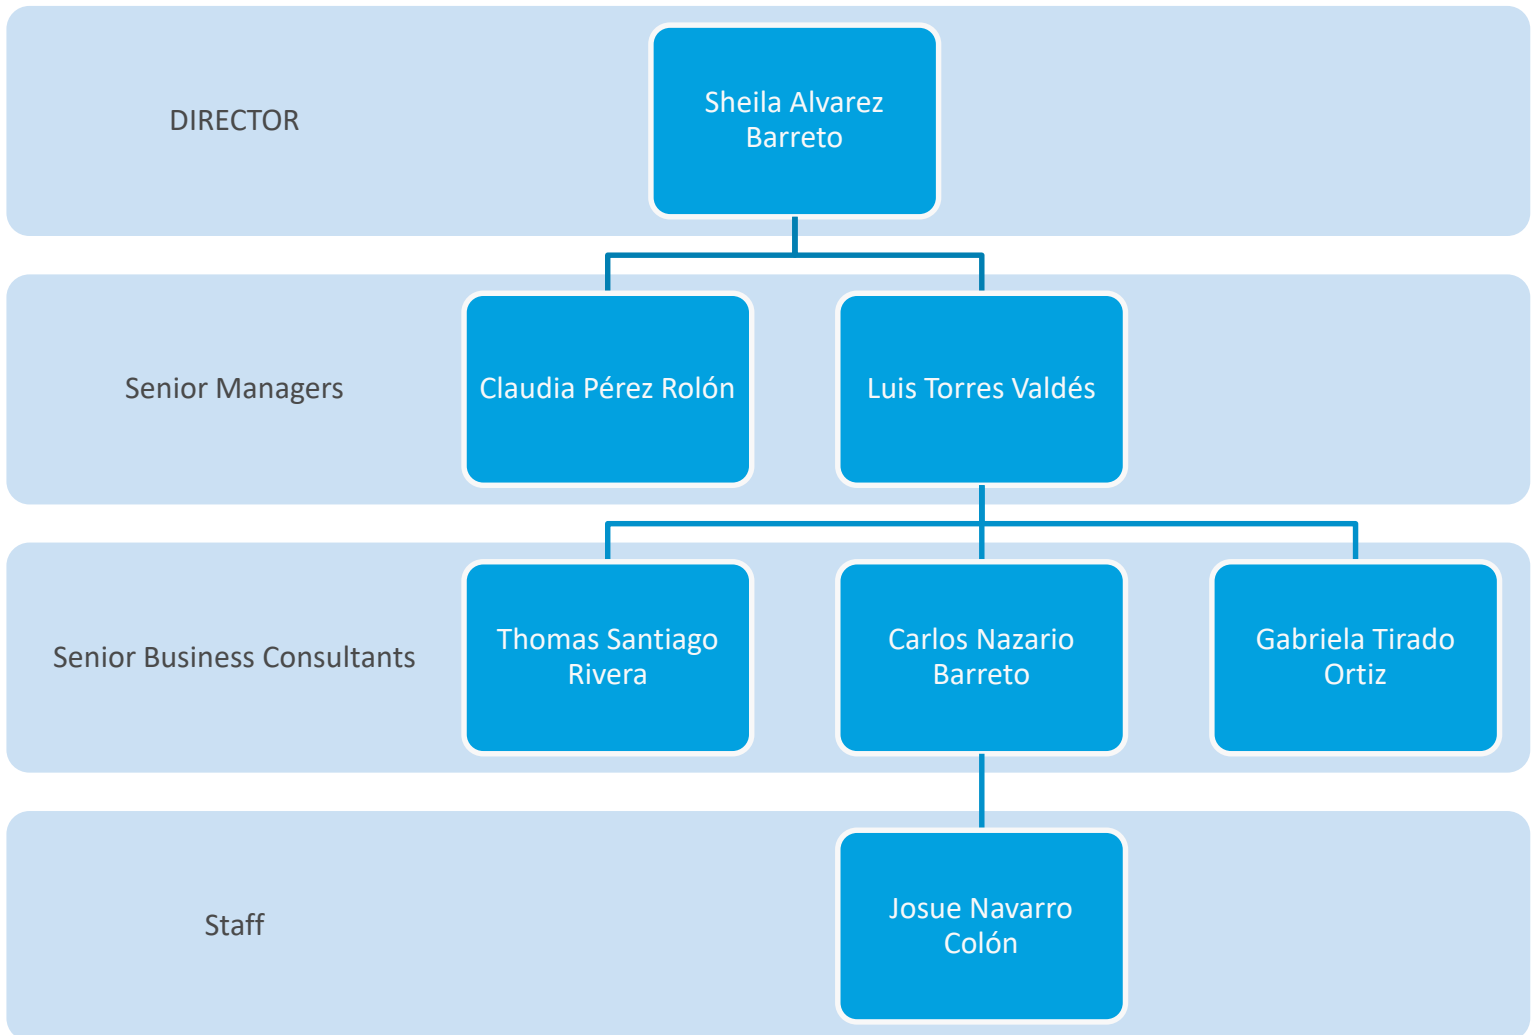 DIRECTOR
Sheila Alvarez
Barreto
Senior Managers
Claudia Pérez Rolón
Luis Torres Valdés
Senior Business Consultants
Thomas Santiago
Rivera
Carlos Nazario
Barreto
Gabriela Tirado
Ortiz
Staff
Josue Navarro
Colón